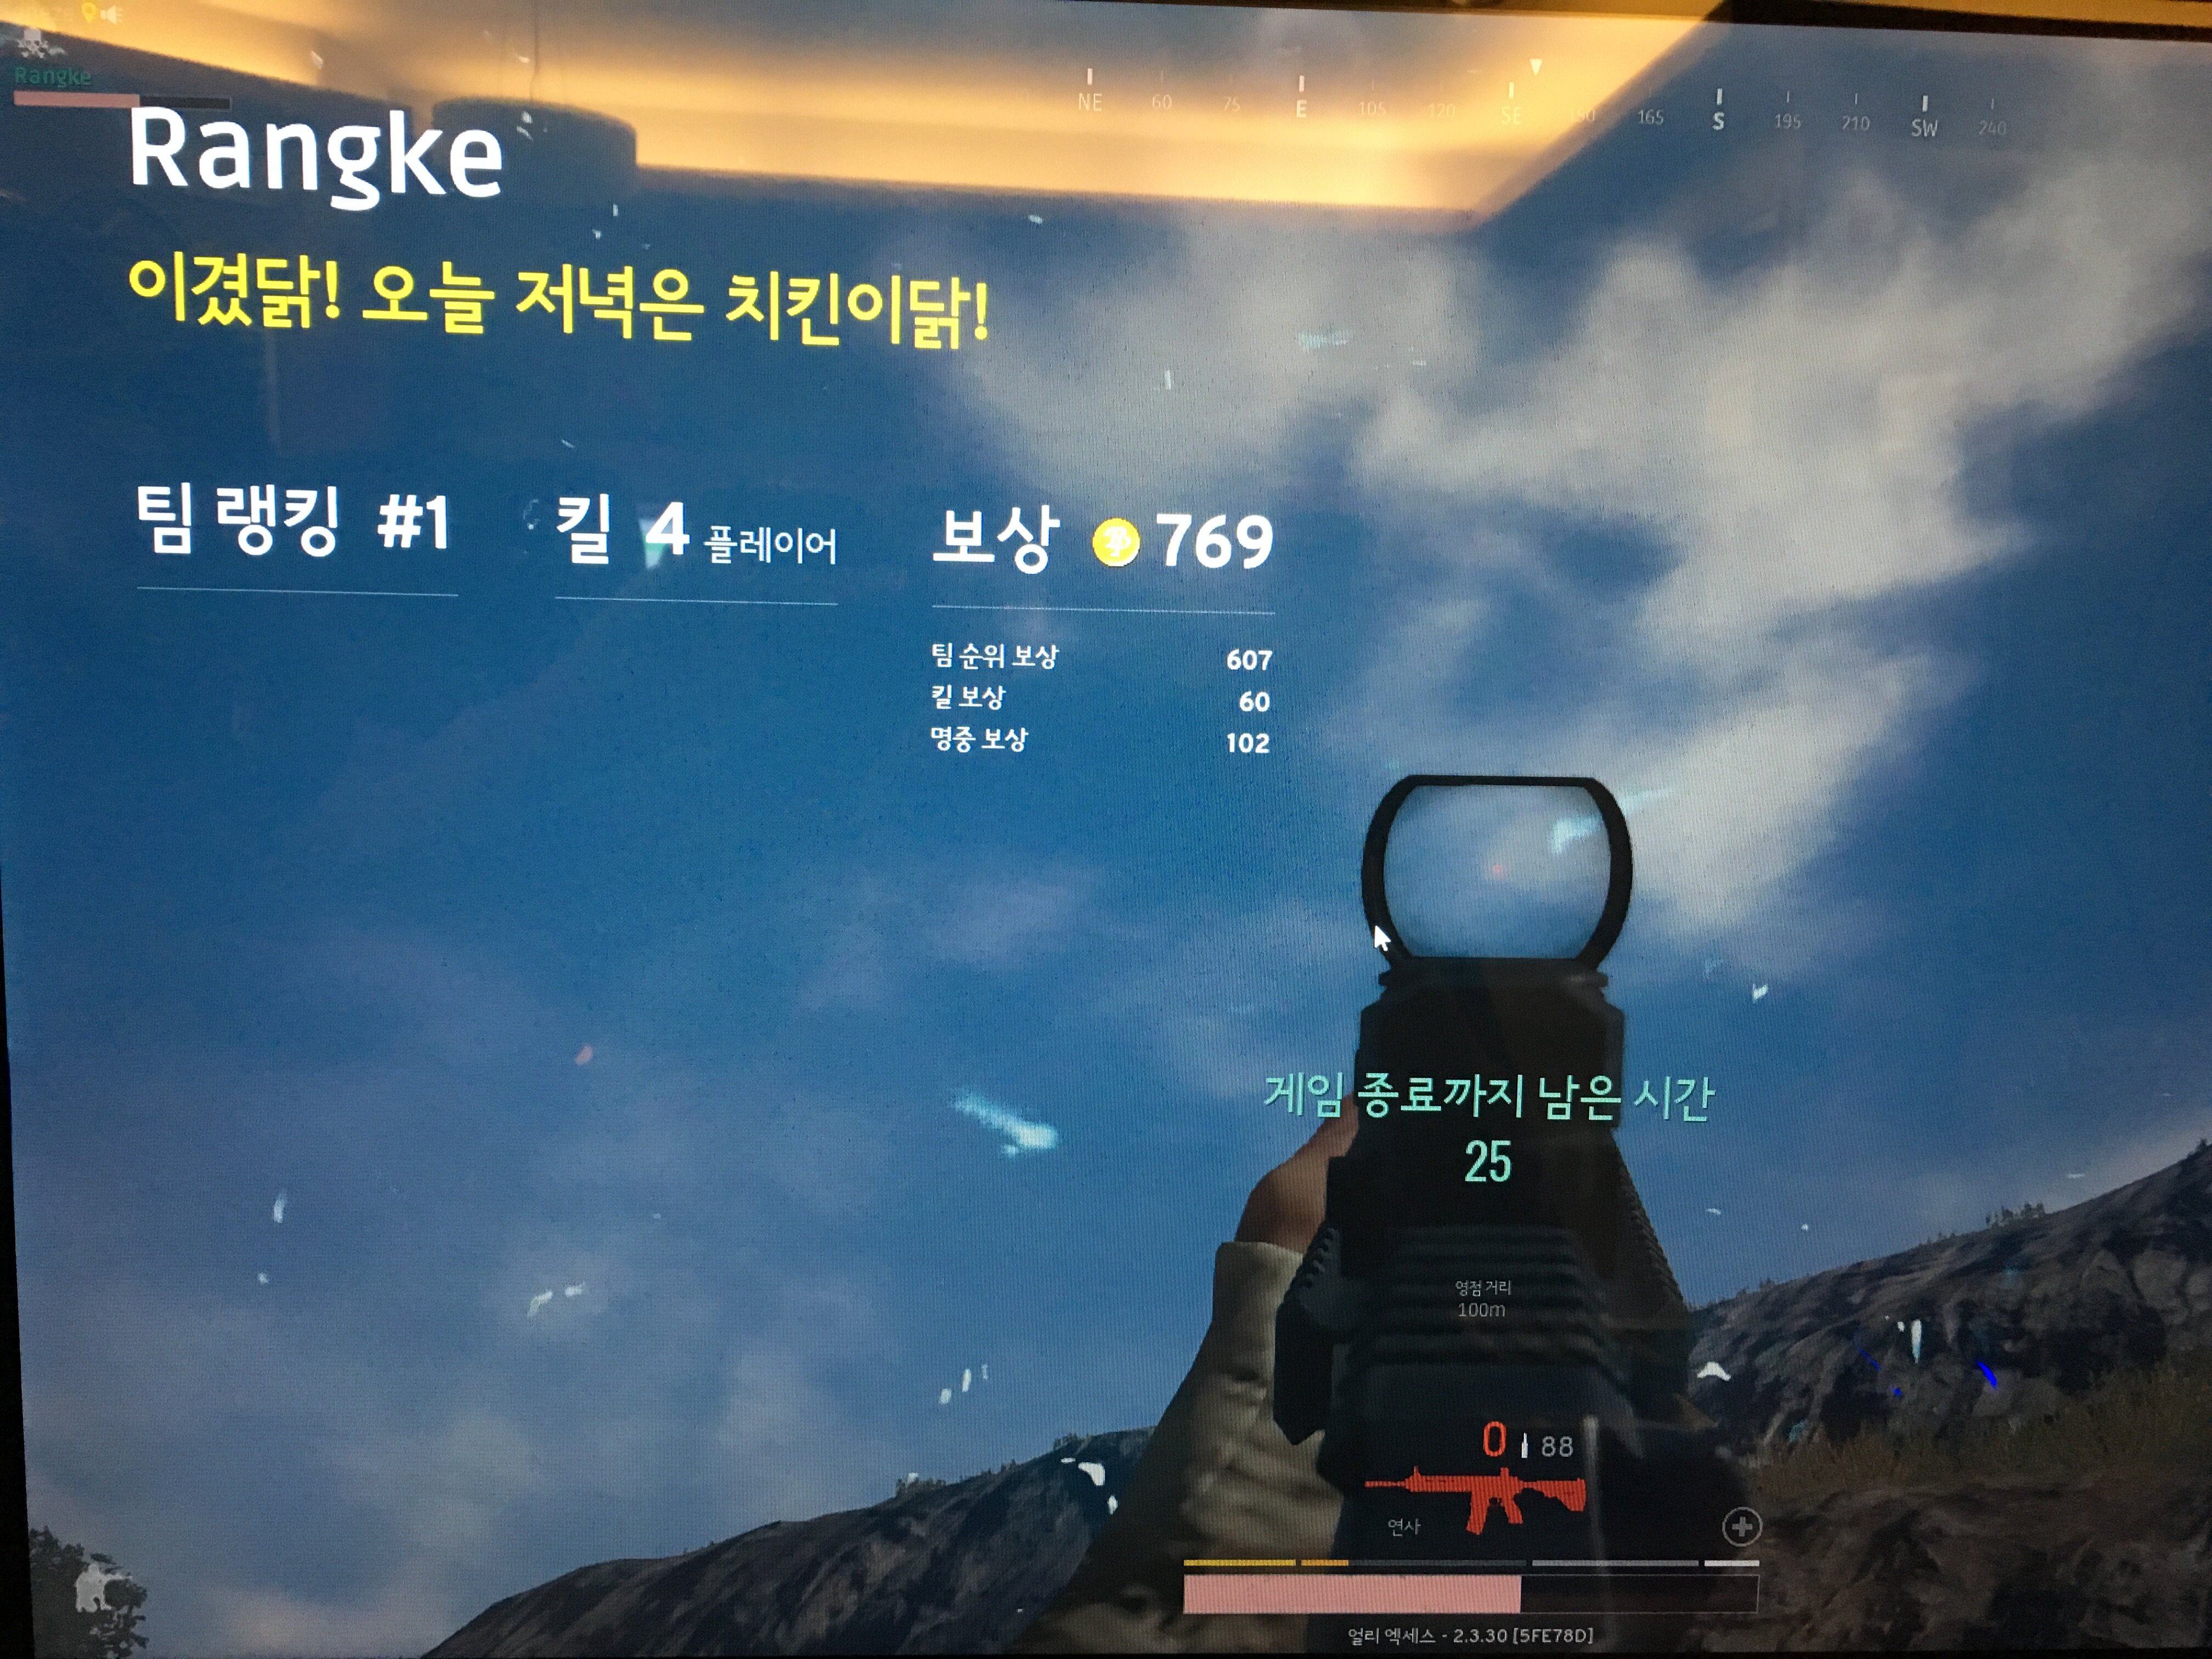 Rangke
NE 60 75 E 105 120 SE 150 165 S 195 210 SW 240
Rangke
이겼닭! 오늘 저녁은 치킨이닭!
팀 랭킹 #1
킬 4 플레이어
보상 769
팀 순위 보상 607
킬 보상 60
명중 보상 102
게임 종료까지 남은 시간
25
영점 거리
100m
0 88
연사
얼리 엑세스 - 2.3.30 [5FE78D]